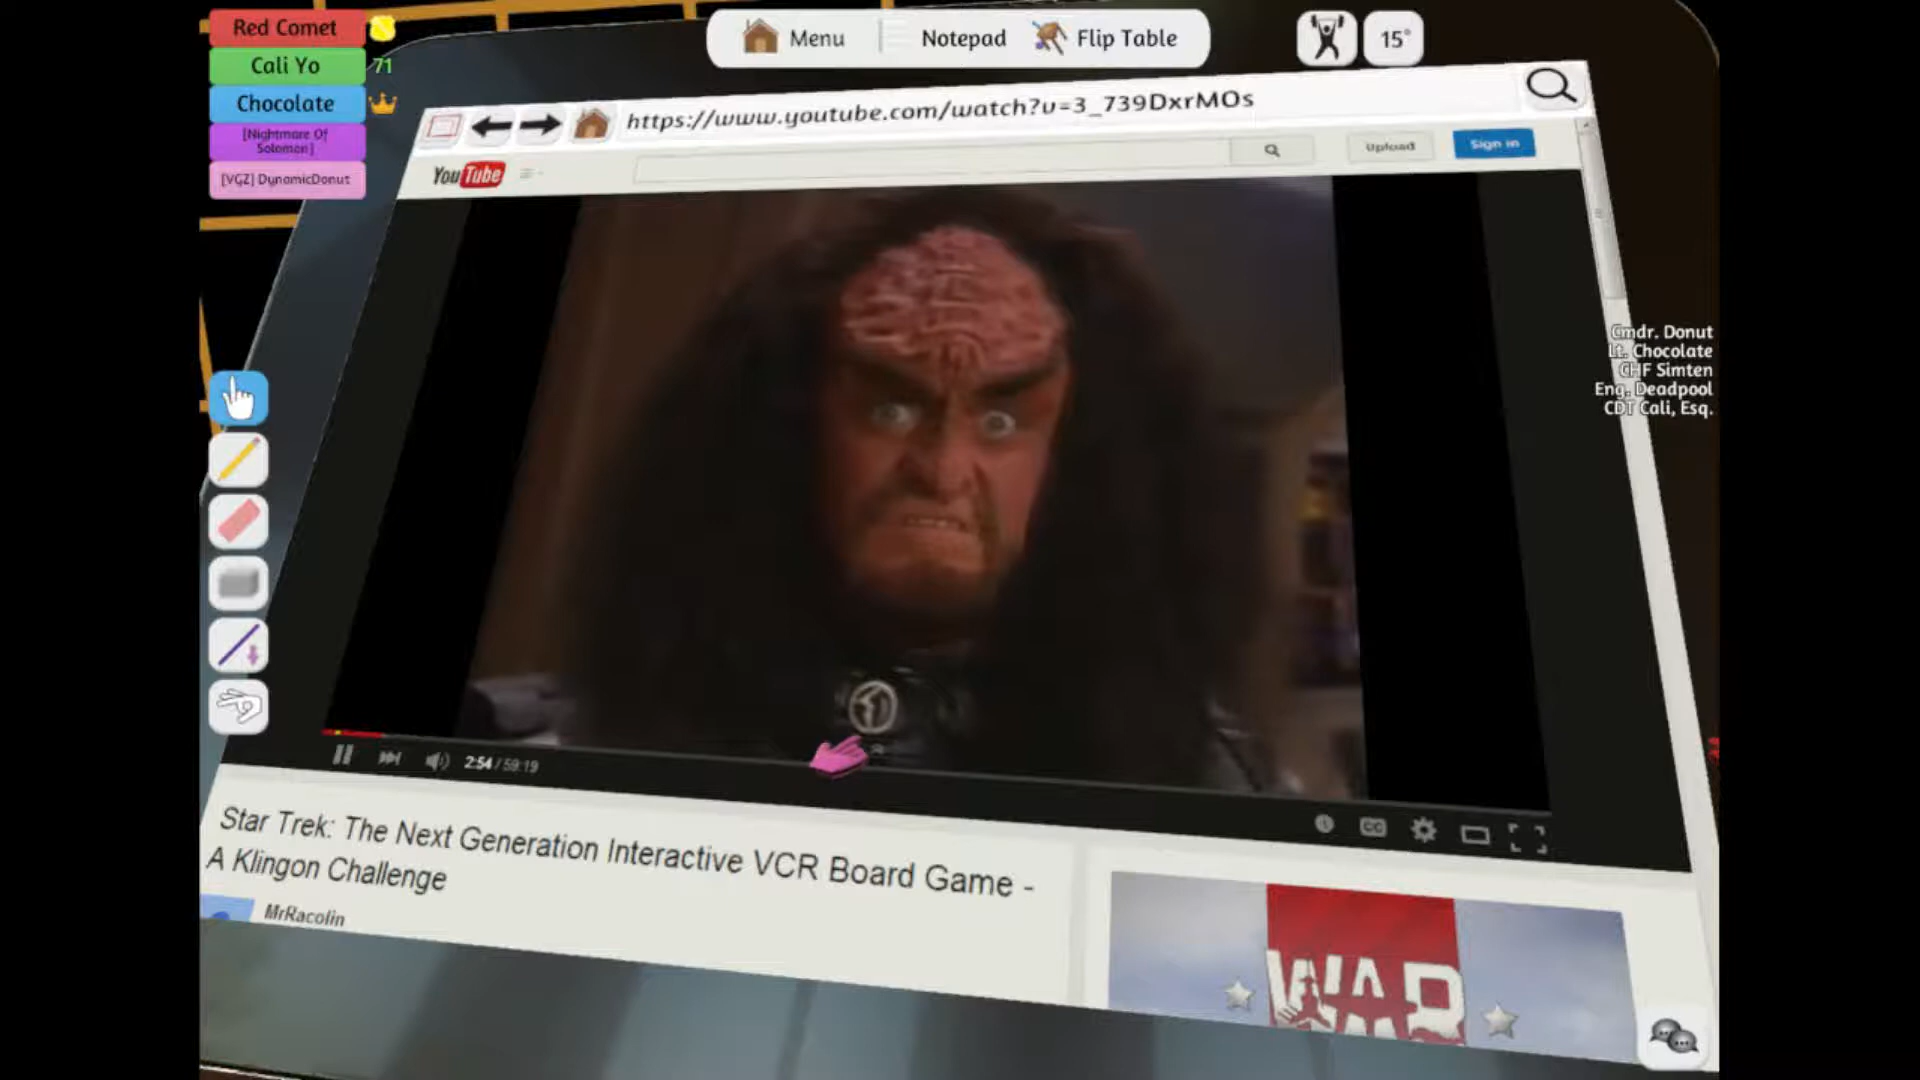 Red Comet
Cali Yo
71
Chocolate
[Nightmare Of
Solomon]
[VGZ] DynamicDonut
Menu
Notepad
Flip Table
15°
https://www.youtube.com/watch?v=3_739DxrMOs
YouTube
Upload
Sign in
Cmdr. Donut
Lt. Chocolate
CHF Simten
Eng. Deadpool
CDT Cali, Esq.
2:54 / 59:19
CC
Star Trek: The Next Generation Interactive VCR Board Game -
A Klingon Challenge
MrRacolin
WAR